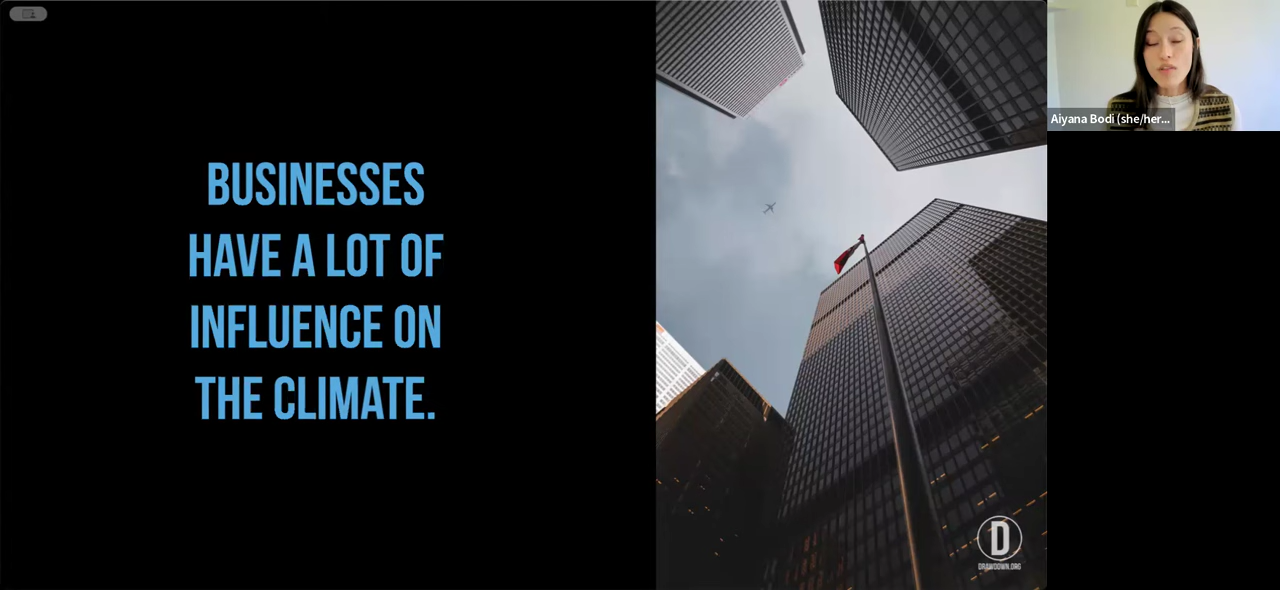 BUSINESSES
HAVE A LOT OF
INFLUENCE ON
THE CLIMATE.
D
DRAWDOWN.ORG
Aiyana Bodi (she/her...